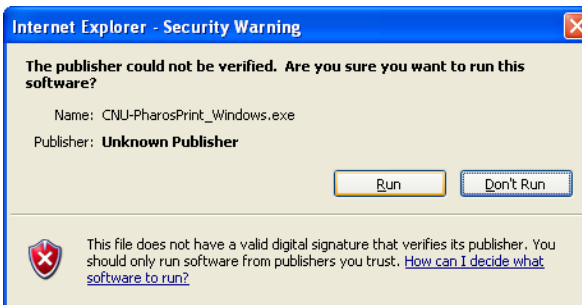 Internet Explorer - Security Warning
The publisher could not be verified.  Are you sure you want to run this
software?
Name: CNU-PharosPrint_Windows.exe
Publisher: Unknown Publisher
Run Don't Run
This file does not have a valid digital signature that verifies its publisher. You
should only run software from publishers you trust. How can I decide what
software to run?